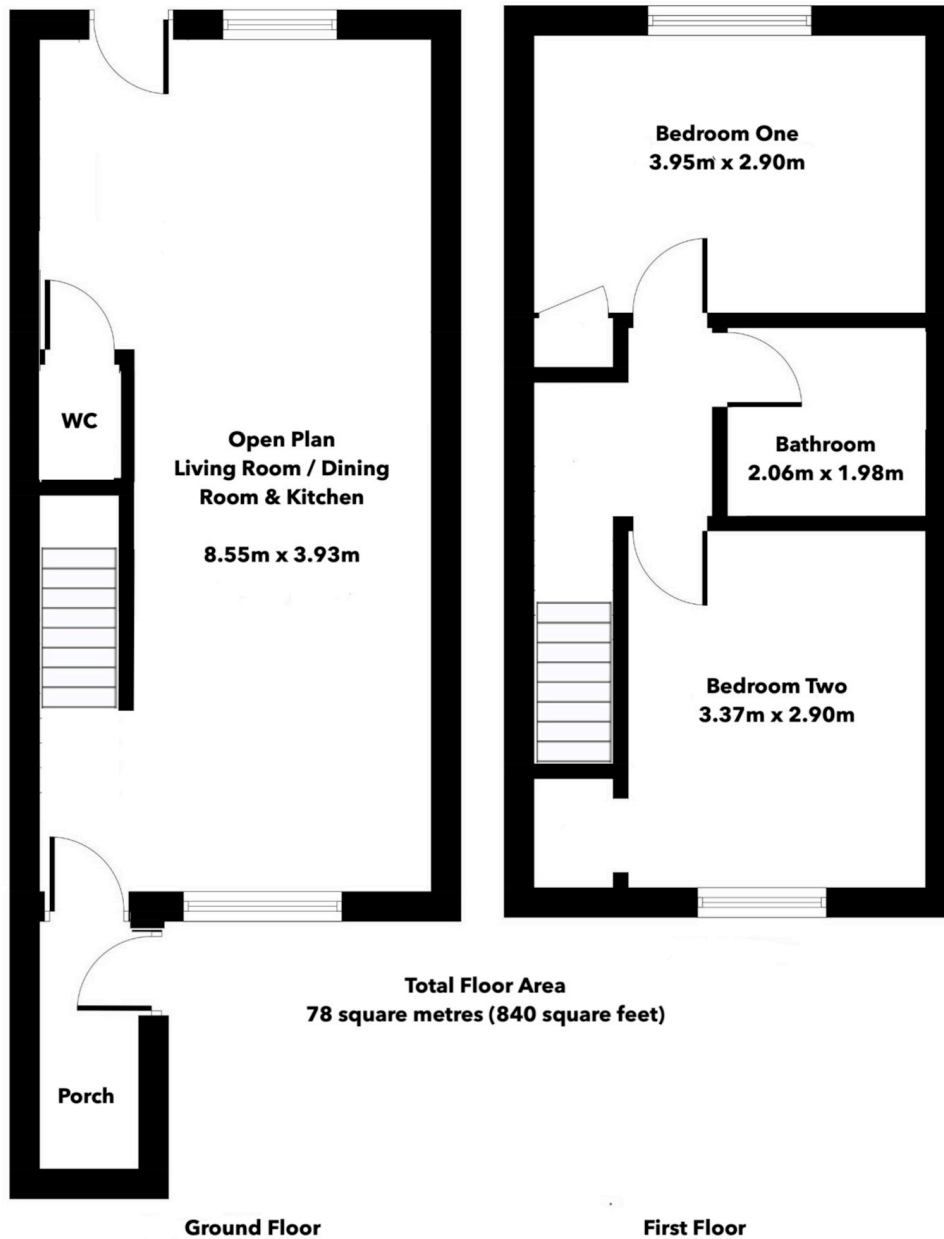 WC
Open Plan
Living Room / Dining
Room & Kitchen
8.55m x 3.93m
Porch
Ground Floor
Bedroom One
3.95m x 2.90m
Bathroom
2.06m x 1.98m
Bedroom Two
3.37m x 2.90m
First Floor
Total Floor Area
78 square metres (840 square feet)